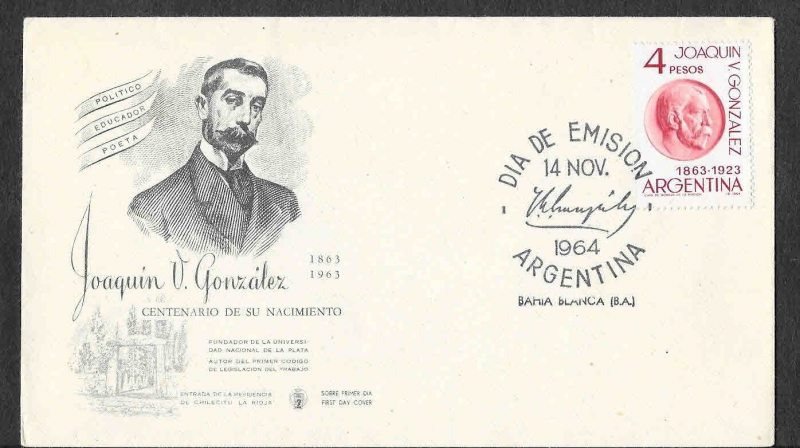 POLITICO
EDUCADOR
POETA
Joaquín V. González
1863
1963
CENTENARIO DE SU NACIMIENTO
FUNDADOR DE LA UNIVERSI-
DAD NACIONAL DE LA PLATA
AUTOR DEL PRIMER CODIGO
DE LEGISLACION DEL TRABAJO
ENTRADA DE LA RESIDENCIA
DE CHILECITO LA RIOJA
2
SOBRE PRIMER DIA
FIRST DAY COVER
DIA DE EMISION
14 NOV.
1964
ARGENTINA
BAHIA BLANCA (B.A.)
4
PESOS
JOAQUIN
V. GONZALEZ
1863-1923
ARGENTINA